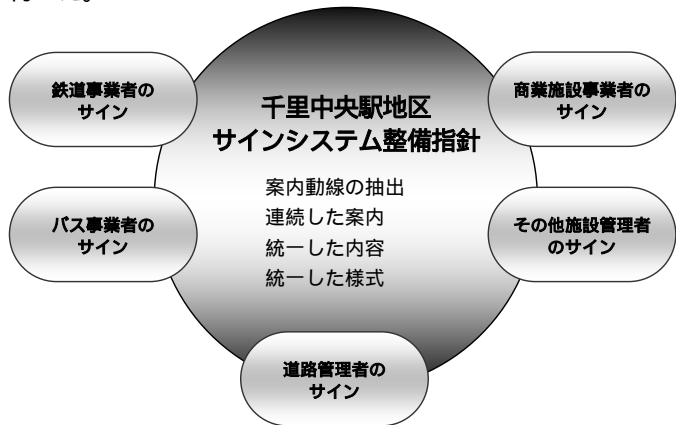 鉄道事業者の
サイン
商業施設事業者の
サイン
千里中央駅地区
サインシステム整備指針
案内動線の抽出
連続した案内
統一した内容
統一した様式
バス事業者の
サイン
その他施設管理者
のサイン
道路管理者の
サイン